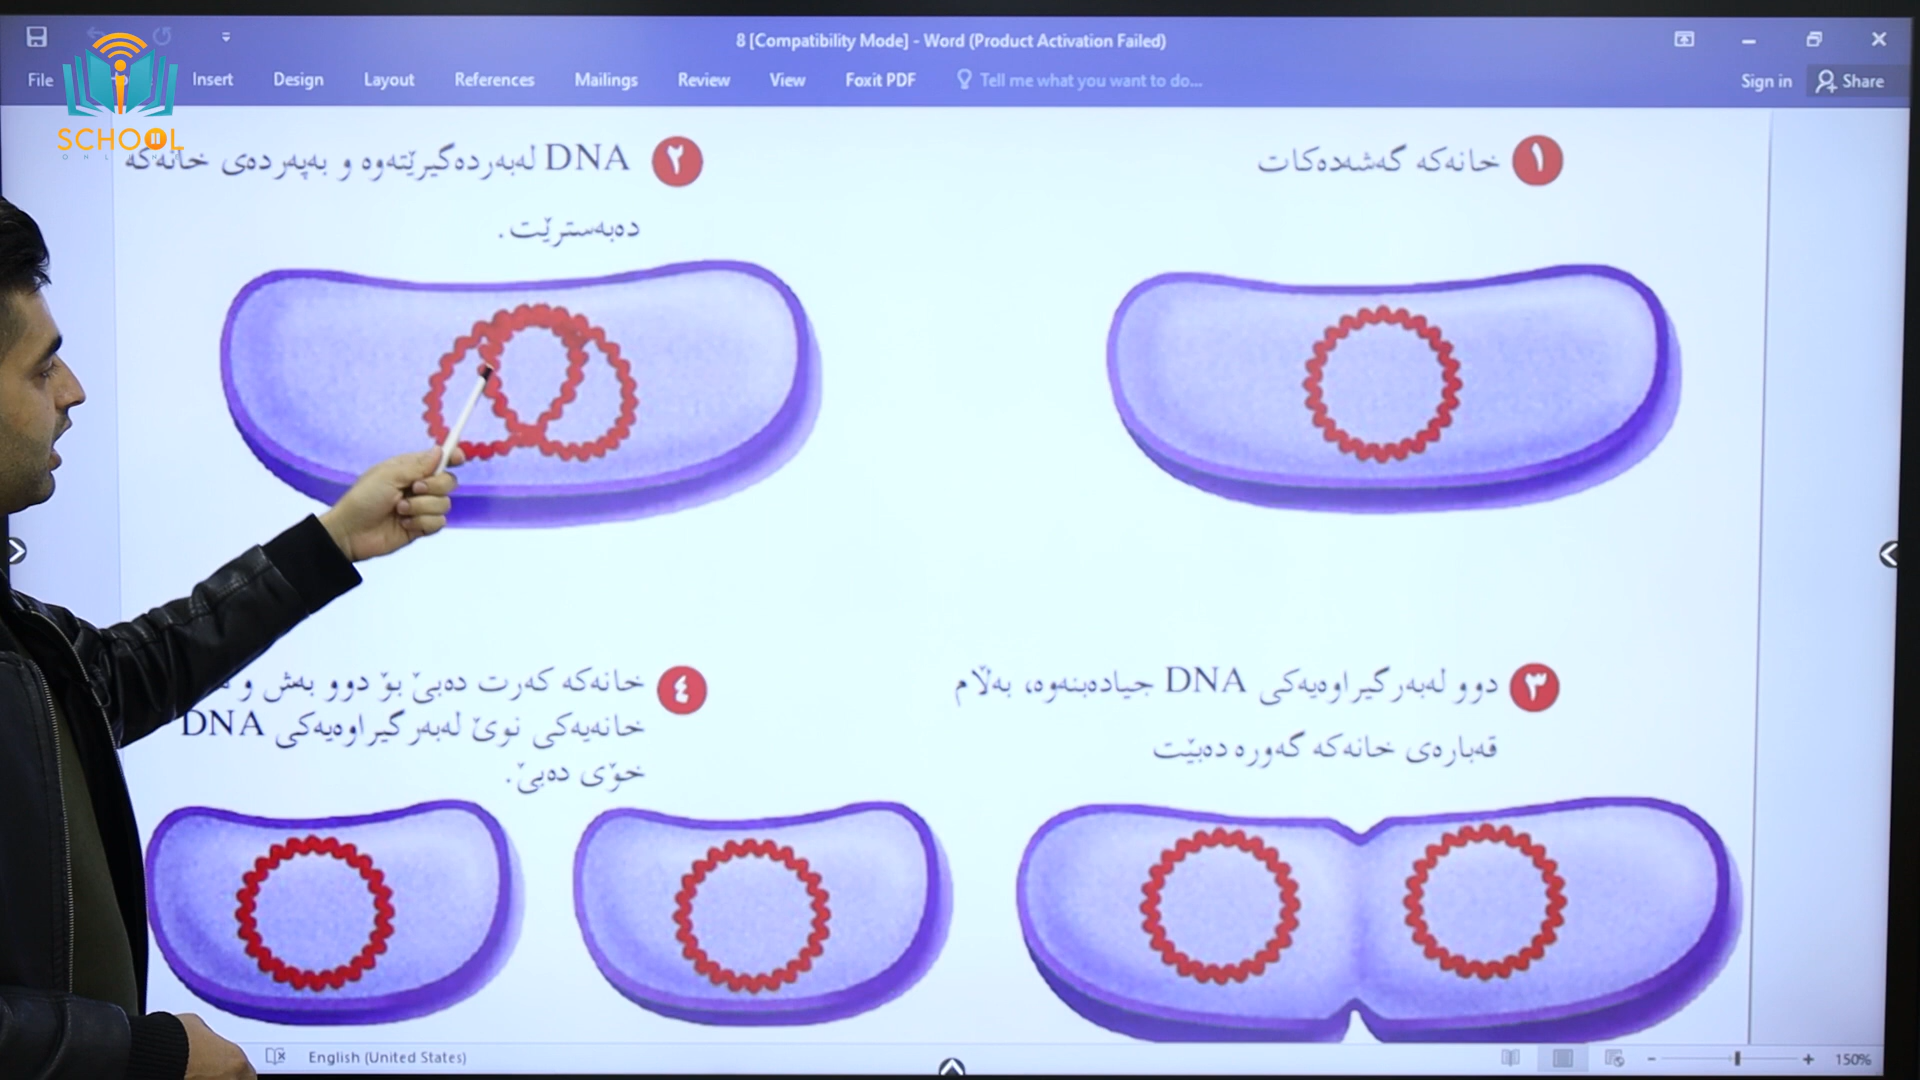 8 [Compatibility Mode] - Word (Product Activation Failed)
File
Insert
Design
Layout
References
Mailings
Review
View
Foxit PDF
Tell me what you want to do...
Sign in
Share
SCHOOL
ONLINE
١ خانەکە گەشەدەکات
٢ DNA لەبەردەگیرێتەوە و بەپەردەی خانەکە
دەبەسترێت.
٣ دوو لەبەرگیراوەیەکی DNA جیادەبنەوە، بەڵام
قەبارەی خانەکە گەورە دەبێت
٤ خانەکە کەرت دەبێ بۆ دوو بەش و
خانەیەکی نوێ لەبەرگیراوەیەکی DNA
خۆی دەبێ.
English (United States)
150%